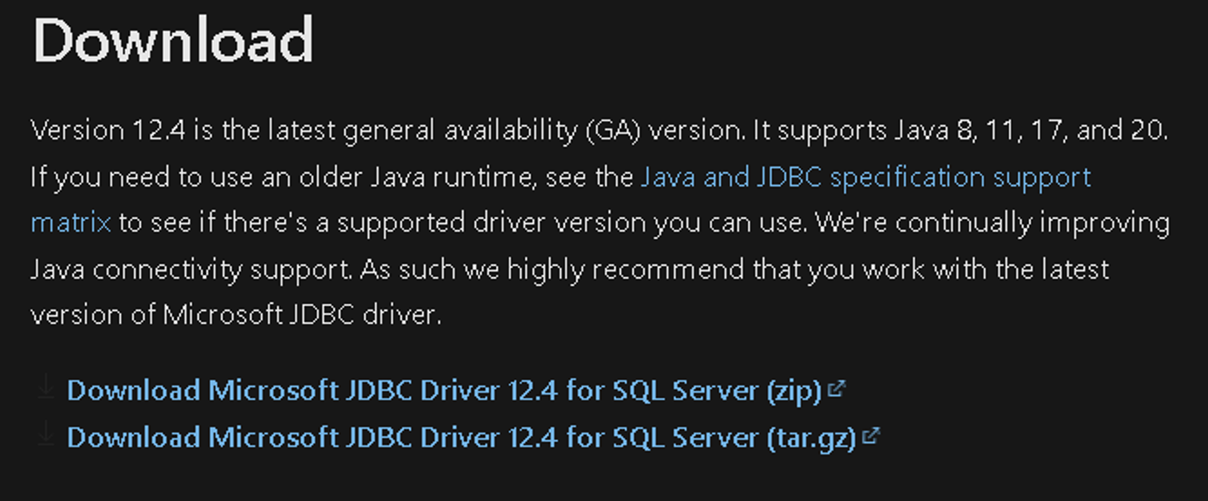 Download
Version 12.4 is the latest general availability (GA) version. It supports Java 8, 11, 17, and 20.
If you need to use an older Java runtime, see the Java and JDBC specification support
matrix to see if there's a supported driver version you can use. We're continually improving
Java connectivity support. As such we highly recommend that you work with the latest
version of Microsoft JDBC driver.
Download Microsoft JDBC Driver 12.4 for SQL Server (zip)
Download Microsoft JDBC Driver 12.4 for SQL Server (tar.gz)